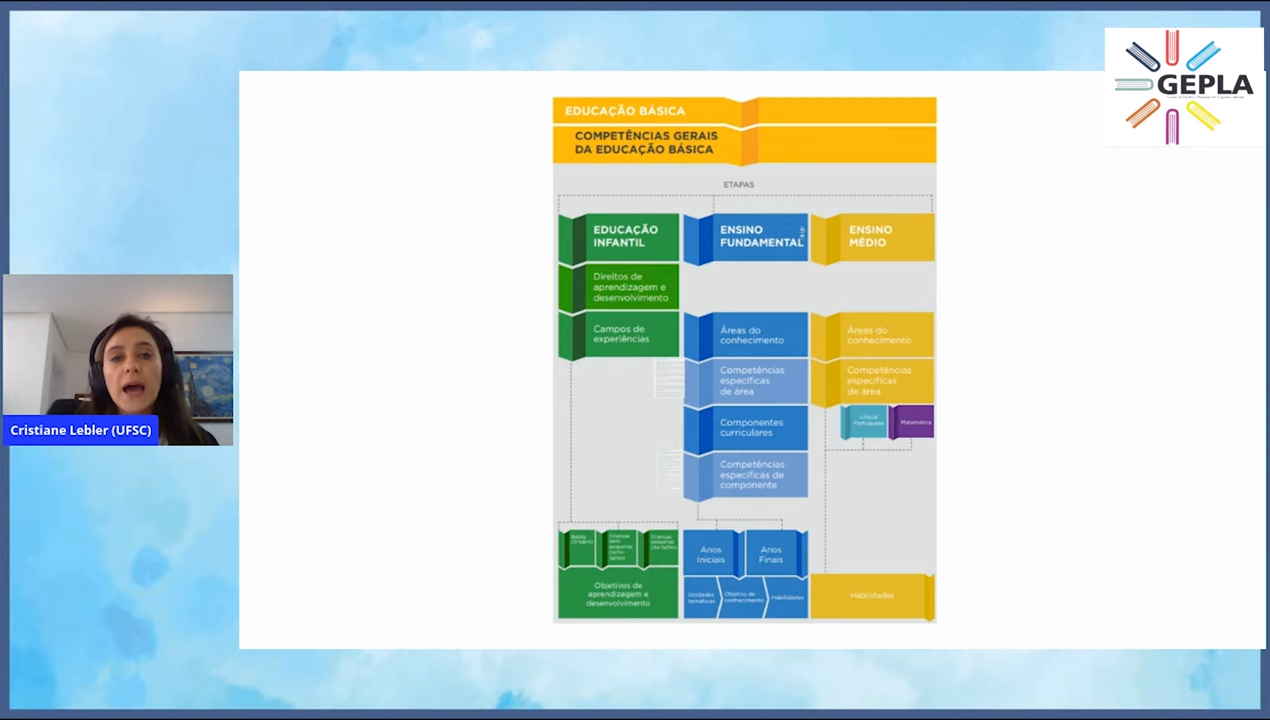 GEPLA
EDUCAÇÃO BÁSICA
COMPETÊNCIAS GERAIS
DA EDUCAÇÃO BÁSICA
ETAPAS
EDUCAÇÃO
INFANTIL
Direitos de
aprendizagem e
desenvolvimento
Campos de
experiências
ENSINO
FUNDAMENTAL
Áreas do
conhecimento
Competências
específicas
de área
Componentes
curriculares
Competências
específicas de
componente
ENSINO
MÉDIO
Áreas do
conhecimento
Competências
específicas
de área
Língua
Portuguesa
Matemática
Crianças
pequenas
Objetivos de
aprendizagem e
desenvolvimento
Anos
Iniciais
Anos
Finais
Unidades
temáticas
Objetos de
conhecimento
Habilidades
Habilidades
Cristiane Lebler (UFSC)